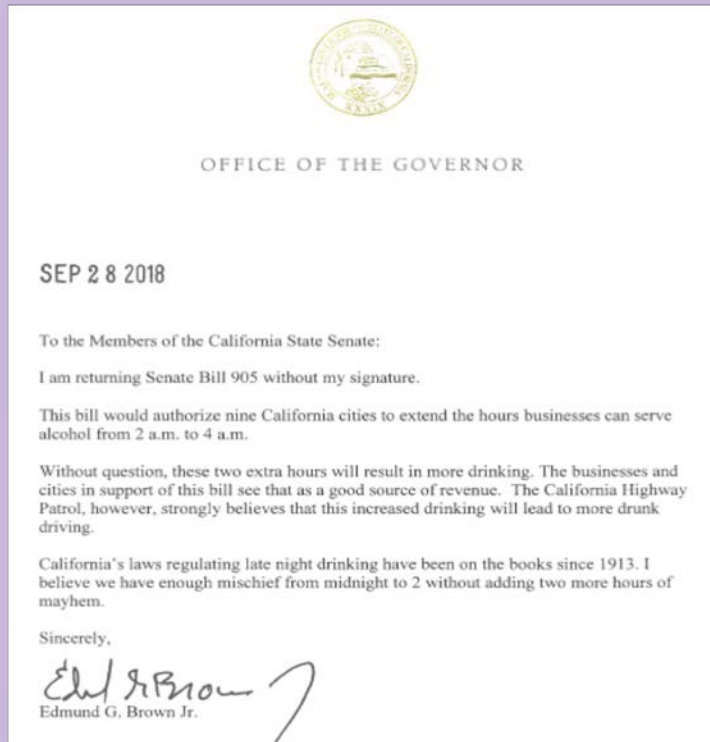 OFFICE OF THE GOVERNOR
SEP 28 2018
To the Members of the California State Senate:
I am returning Senate Bill 905 without my signature.
This bill would authorize nine California cities to extend the hours businesses can serve
alcohol from 2 a.m. to 4 a.m.
Without question, these two extra hours will result in more drinking. The businesses and
cities in support of this bill see that as a good source of revenue. The California Highway
Patrol, however, strongly believes that this increased drinking will lead to more drunk
driving.
California's laws regulating late night drinking have been on the books since 1913. I
believe we have enough mischief from midnight to 2 without adding two more hours of
mayhem.
Sincerely,
Edmund G. Brown Jr.